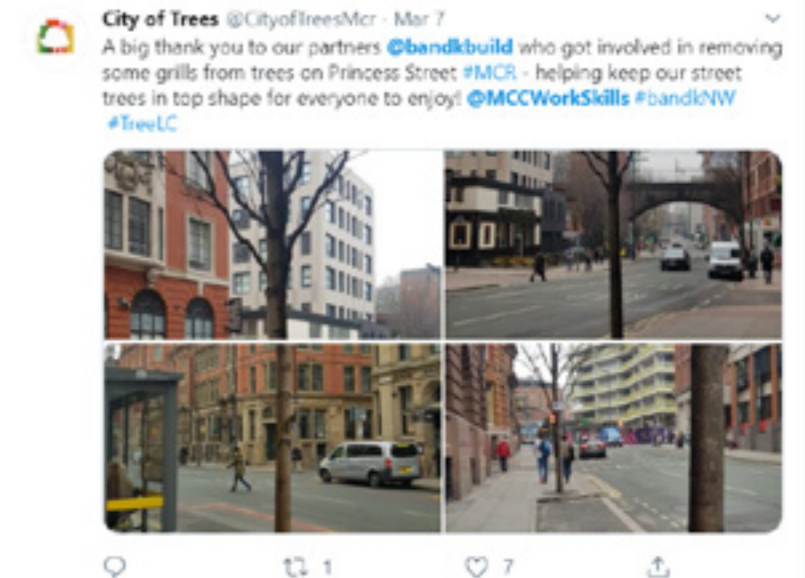 City of Trees @CityofTreesMcr · Mar 7
A big thank you to our partners @bandkbuild who got involved in removing
some grills from trees on Princess Street #MCR - helping keep our street
trees in top shape for everyone to enjoy! @MCCWorkSkills #bandkNW
#TreeLC
1 7